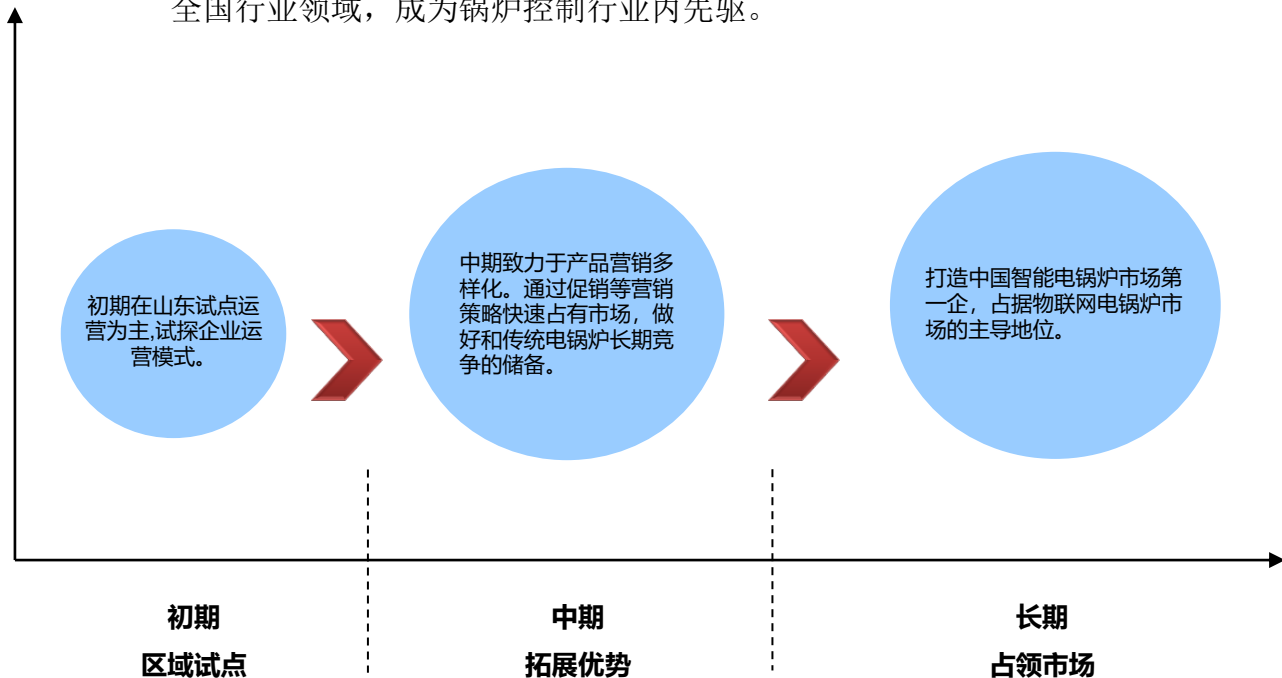 全国行业领域，成为锅炉控制行业内先驱。
初期在山东试点运
营为主,试探企业运
营模式。
中期致力于产品营销多
样化。通过促销等营销
策略快速占有市场，做
好和传统电锅炉长期竞
争的储备。
打造中国智能电锅炉市场第
一企，占据物联网电锅炉市
场的主导地位。
初期
区域试点
中期
拓展优势
长期
占领市场